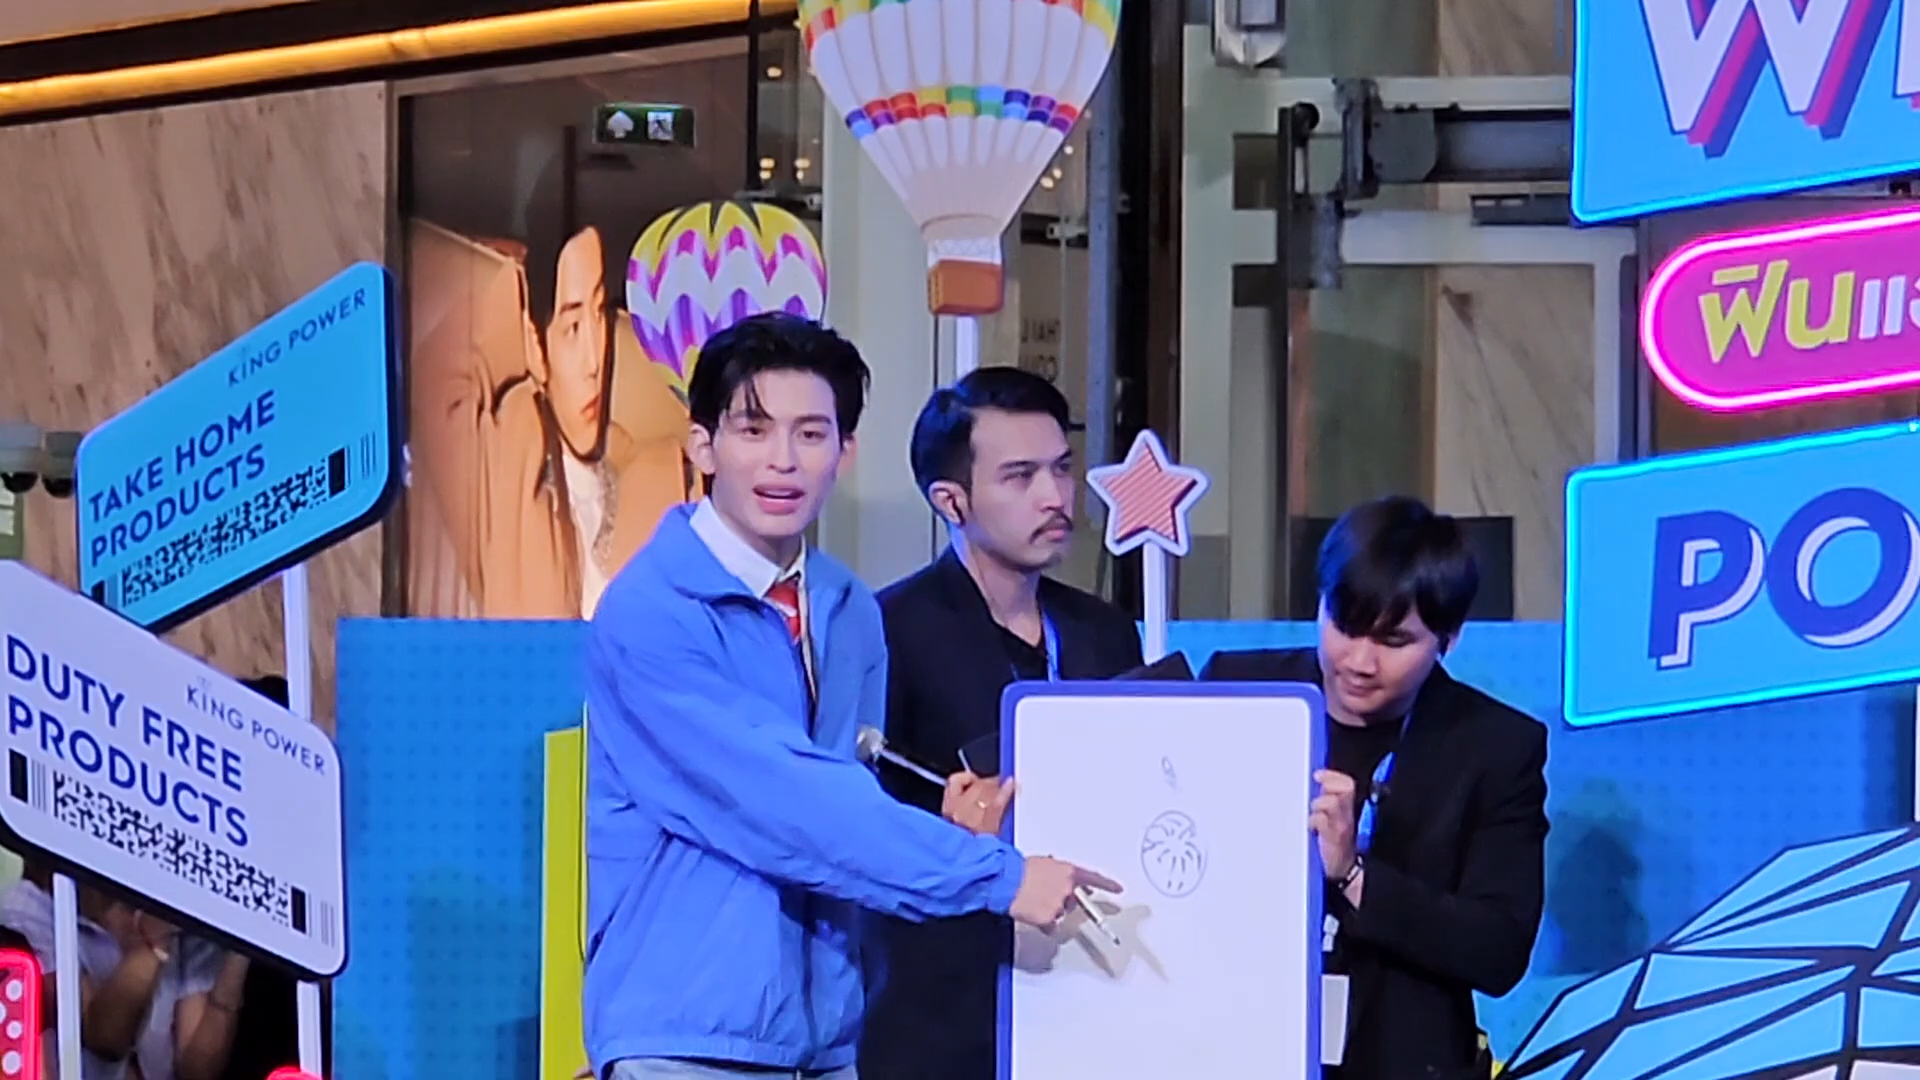 KING POWER
TAKE HOME
PRODUCTS
KING POWER
DUTY FREE
PRODUCTS
ฟิน
PO